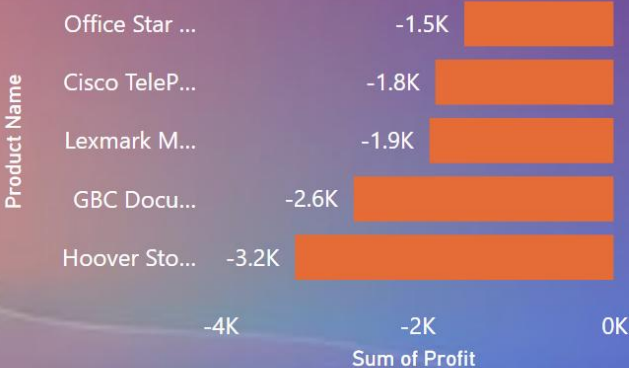 Office Star ... -1.5K
Cisco TeleP... -1.8K
Lexmark M... -1.9K
GBC Docu... -2.6K
Hoover Sto... -3.2K
Product Name
-4K -2K 0K
Sum of Profit